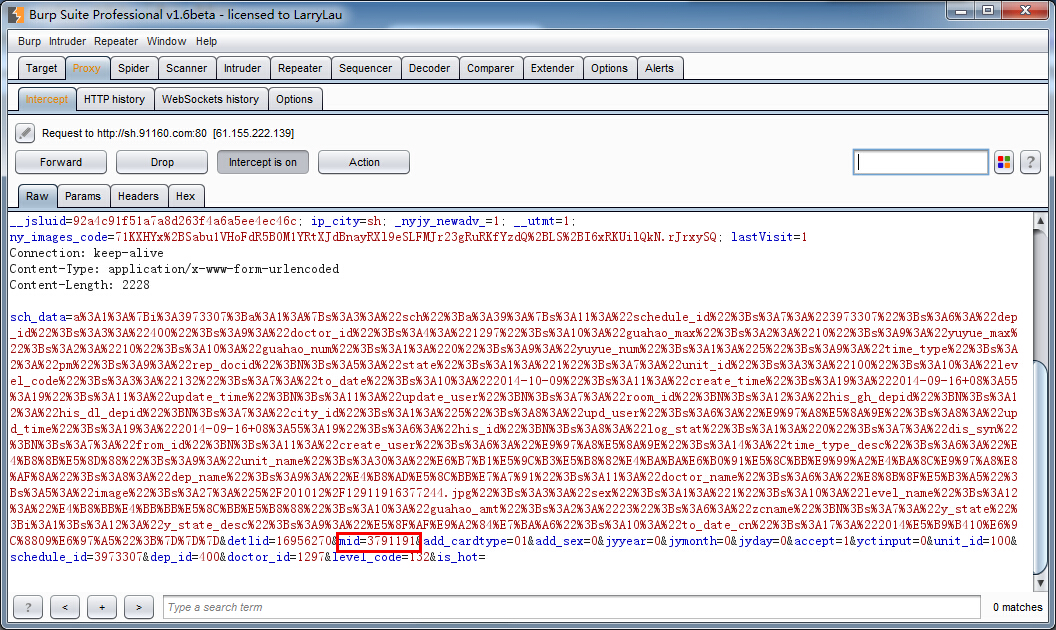 Burp Suite Professional v1.6beta - licensed to LarryLau
Burp Intruder Repeater Window Help
Target Proxy Spider Scanner Intruder Repeater Sequencer Decoder Comparer Extender Options Alerts
Intercept HTTP history WebSockets history Options
Request to http://sh.91160.com:80 [61.155.222.139]
Forward Drop Intercept is on Action ?
Raw Params Headers Hex
__jsluid=92a4c91f51a7a8d263f4a6a5ee4ec46c; ip_city=sh; _nyjy_newadv_=1; __utmt=1;
ny_images_code=71KXHYx%2BSabu1VHoFdR5B0M1YRtXJdBnayRX19eSLFMJr23gRuRKfYzdQ%2BLS%2BI6xRKUilQkN.rJrxySQ; lastVisit=1
Connection: keep-alive
Content-Type: application/x-www-form-urlencoded
Content-Length: 2228
sch_data=a%3A1%3A%7Bi%3A3973307%3Ba%3A1%3A%7Bs%3A3%3A%22sch%22%3Ba%3A39%3A%7Bs%3A11%3A%22schedule_id%22%3Bs%3A7%3A%223973307%22%3Bs%3A6%3A%22dep
_id%22%3Bs%3A3%3A%22400%22%3Bs%3A9%3A%22doctor_id%22%3Bs%3A4%3A%221297%22%3Bs%3A10%3A%22guahao_max%22%3Bs%3A2%3A%2210%22%3Bs%3A9%3A%22yuyue_max%
22%3Bs%3A2%3A%2210%22%3Bs%3A10%3A%22guahao_num%22%3Bs%3A1%3A%220%22%3Bs%3A9%3A%22yuyue_num%22%3Bs%3A1%3A%225%22%3Bs%3A9%3A%22time_type%22%3Bs%3A
2%3A%22pm%22%3Bs%3A9%3A%22rep_docid%22%3BN%3Bs%3A5%3A%22state%22%3Bs%3A1%3A%221%22%3Bs%3A7%3A%22unit_id%22%3Bs%3A3%3A%22100%22%3Bs%3A10%3A%22lev
el_code%22%3Bs%3A3%3A%22132%22%3Bs%3A7%3A%22to_date%22%3Bs%3A10%3A%222014-10-09%22%3Bs%3A11%3A%22create_time%22%3Bs%3A19%3A%222014-09-16+08%3A55
%3A19%22%3Bs%3A11%3A%22update_time%22%3BN%3Bs%3A11%3A%22update_user%22%3BN%3Bs%3A7%3A%22room_id%22%3BN%3Bs%3A12%3A%22his_gh_depid%22%3BN%3Bs%3A1
2%3A%22his_dl_depid%22%3BN%3Bs%3A7%3A%22city_id%22%3Bs%3A1%3A%225%22%3Bs%3A8%3A%22upd_user%22%3Bs%3A6%3A%22%E9%97%A8%E5%8A%9E%22%3Bs%3A8%3A%22up
d_time%22%3Bs%3A19%3A%222014-09-16+08%3A55%3A19%22%3Bs%3A6%3A%22his_id%22%3BN%3Bs%3A8%3A%22log_stat%22%3Bs%3A1%3A%220%22%3Bs%3A7%3A%22dis_syn%22
%3BN%3Bs%3A7%3A%22from_id%22%3BN%3Bs%3A11%3A%22create_user%22%3Bs%3A6%3A%22%E9%97%A8%E5%8A%9E%22%3Bs%3A14%3A%22time_type_desc%22%3Bs%3A6%3A%22%E
4%B8%8B%E5%8D%88%22%3Bs%3A9%3A%22unit_name%22%3Bs%3A30%3A%22%E6%B7%B1%E5%9C%B3%E5%B8%82%E4%BA%BA%E6%B0%91%E5%8C%BB%E9%99%A2%E4%BA%8C%E9%97%A8%E8
%AF%8A%22%3Bs%3A8%3A%22dep_name%22%3Bs%3A9%3A%22%E4%B8%AD%E5%8C%BB%E7%A7%91%22%3Bs%3A11%3A%22doctor_name%22%3Bs%3A6%3A%22%E8%8B%8F%E5%B3%A5%22%3
Bs%3A5%3A%22image%22%3Bs%3A27%3A%225%2F201012%2F12911916377244.jpg%22%3Bs%3A3%3A%22sex%22%3Bs%3A1%3A%221%22%3Bs%3A10%3A%22level_name%22%3Bs%3A12
%3A%22%E4%B8%BB%E4%BB%BB%E5%8C%BB%E5%B8%88%22%3Bs%3A10%3A%22guahao_amt%22%3Bs%3A2%3A%2223%22%3Bs%3A6%3A%22zcname%22%3BN%3Bs%3A7%3A%22y_state%22%
3Bi%3A1%3Bs%3A12%3A%22y_state_desc%22%3Bs%3A9%3A%22%E5%8F%AF%E9%A2%84%E7%BA%A6%22%3Bs%3A10%3A%22to_date_cn%22%3Bs%3A17%3A%222014%E5%B9%B410%E6%9
C%8809%E6%97%A5%22%3B%7D%7D%7D&detlid=16956270&mid=3791191&add_cardtype=01&add_sex=0&jyyear=0&jymonth=0&jyday=0&accept=1&yctinput=0&unit_id=100&
schedule_id=3973307&dep_id=400&doctor_id=1297&level_code=132&is_hot=
? < + > Type a search term 0 matches